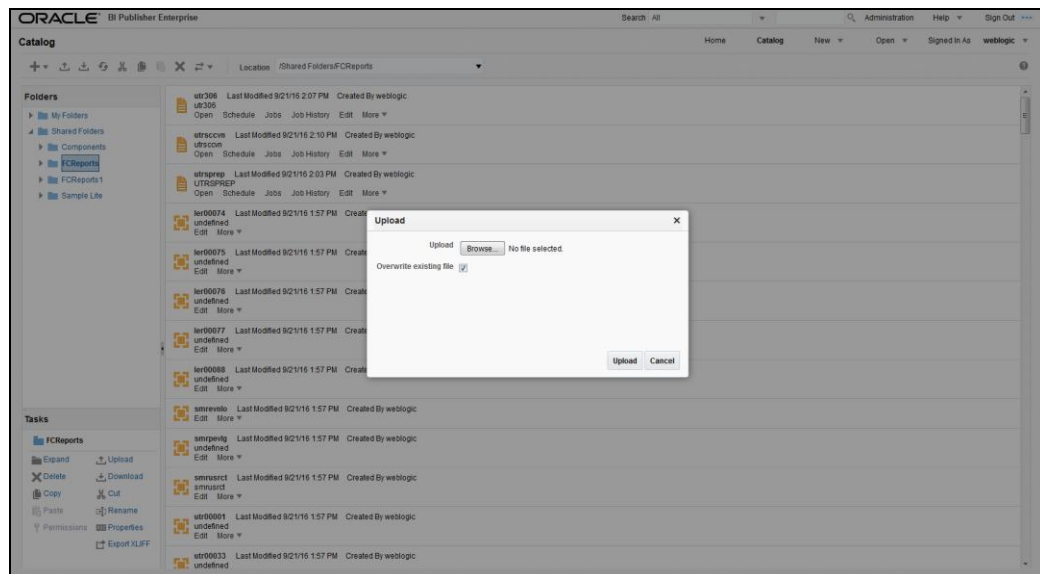 ORACLE BI Publisher Enterprise
Search All
Administration Help Sign Out
Catalog
Home Catalog New Open Signed In As weblogic
Location /Shared Folders/FCReports
Folders
My Folders
Shared Folders
Components
FCReports
FCReports1
Sample Lite
Tasks
FCReports
Expand Upload
Delete Download
Copy Cut
Paste Rename
Permissions Properties
Export XLIFF
utr306 Last Modified 9/21/16 2:07 PM Created By weblogic
utr306
Open Schedule Jobs Job History Edit More
utrsccvm Last Modified 9/21/16 2:10 PM Created By weblogic
Open Schedule Jobs Job History Edit More
utrsprep Last Modified 9/21/16 2:03 PM Created By weblogic
UTRSPREP
Open Schedule Jobs Job History Edit More
ler00074 Last Modified 9/21/16 1:57 PM Create
undefined
Edit More
ler00075 Last Modified 9/21/16 1:57 PM Create
undefined
Edit More
ler00076 Last Modified 9/21/16 1:57 PM Create
undefined
Edit More
ler00077 Last Modified 9/21/16 1:57 PM Create
undefined
Edit More
ler00088 Last Modified 9/21/16 1:57 PM Create
undefined
Edit More
Last Modified 9/21/16 1:57 PM Created By weblogic
Edit More
smrpevlg Last Modified 9/21/16 1:57 PM Created By weblogic
undefined
Edit More
smrusrct Last Modified 9/21/16 1:57 PM Created By weblogic
smrusrct
Edit More
utr00001 Last Modified 9/21/16 1:57 PM Created By weblogic
undefined
Edit More
utr00033 Last Modified 9/21/16 1:57 PM Created By weblogic
undefined
Upload
Upload Browse... No file selected.
Overwrite existing file
Upload Cancel